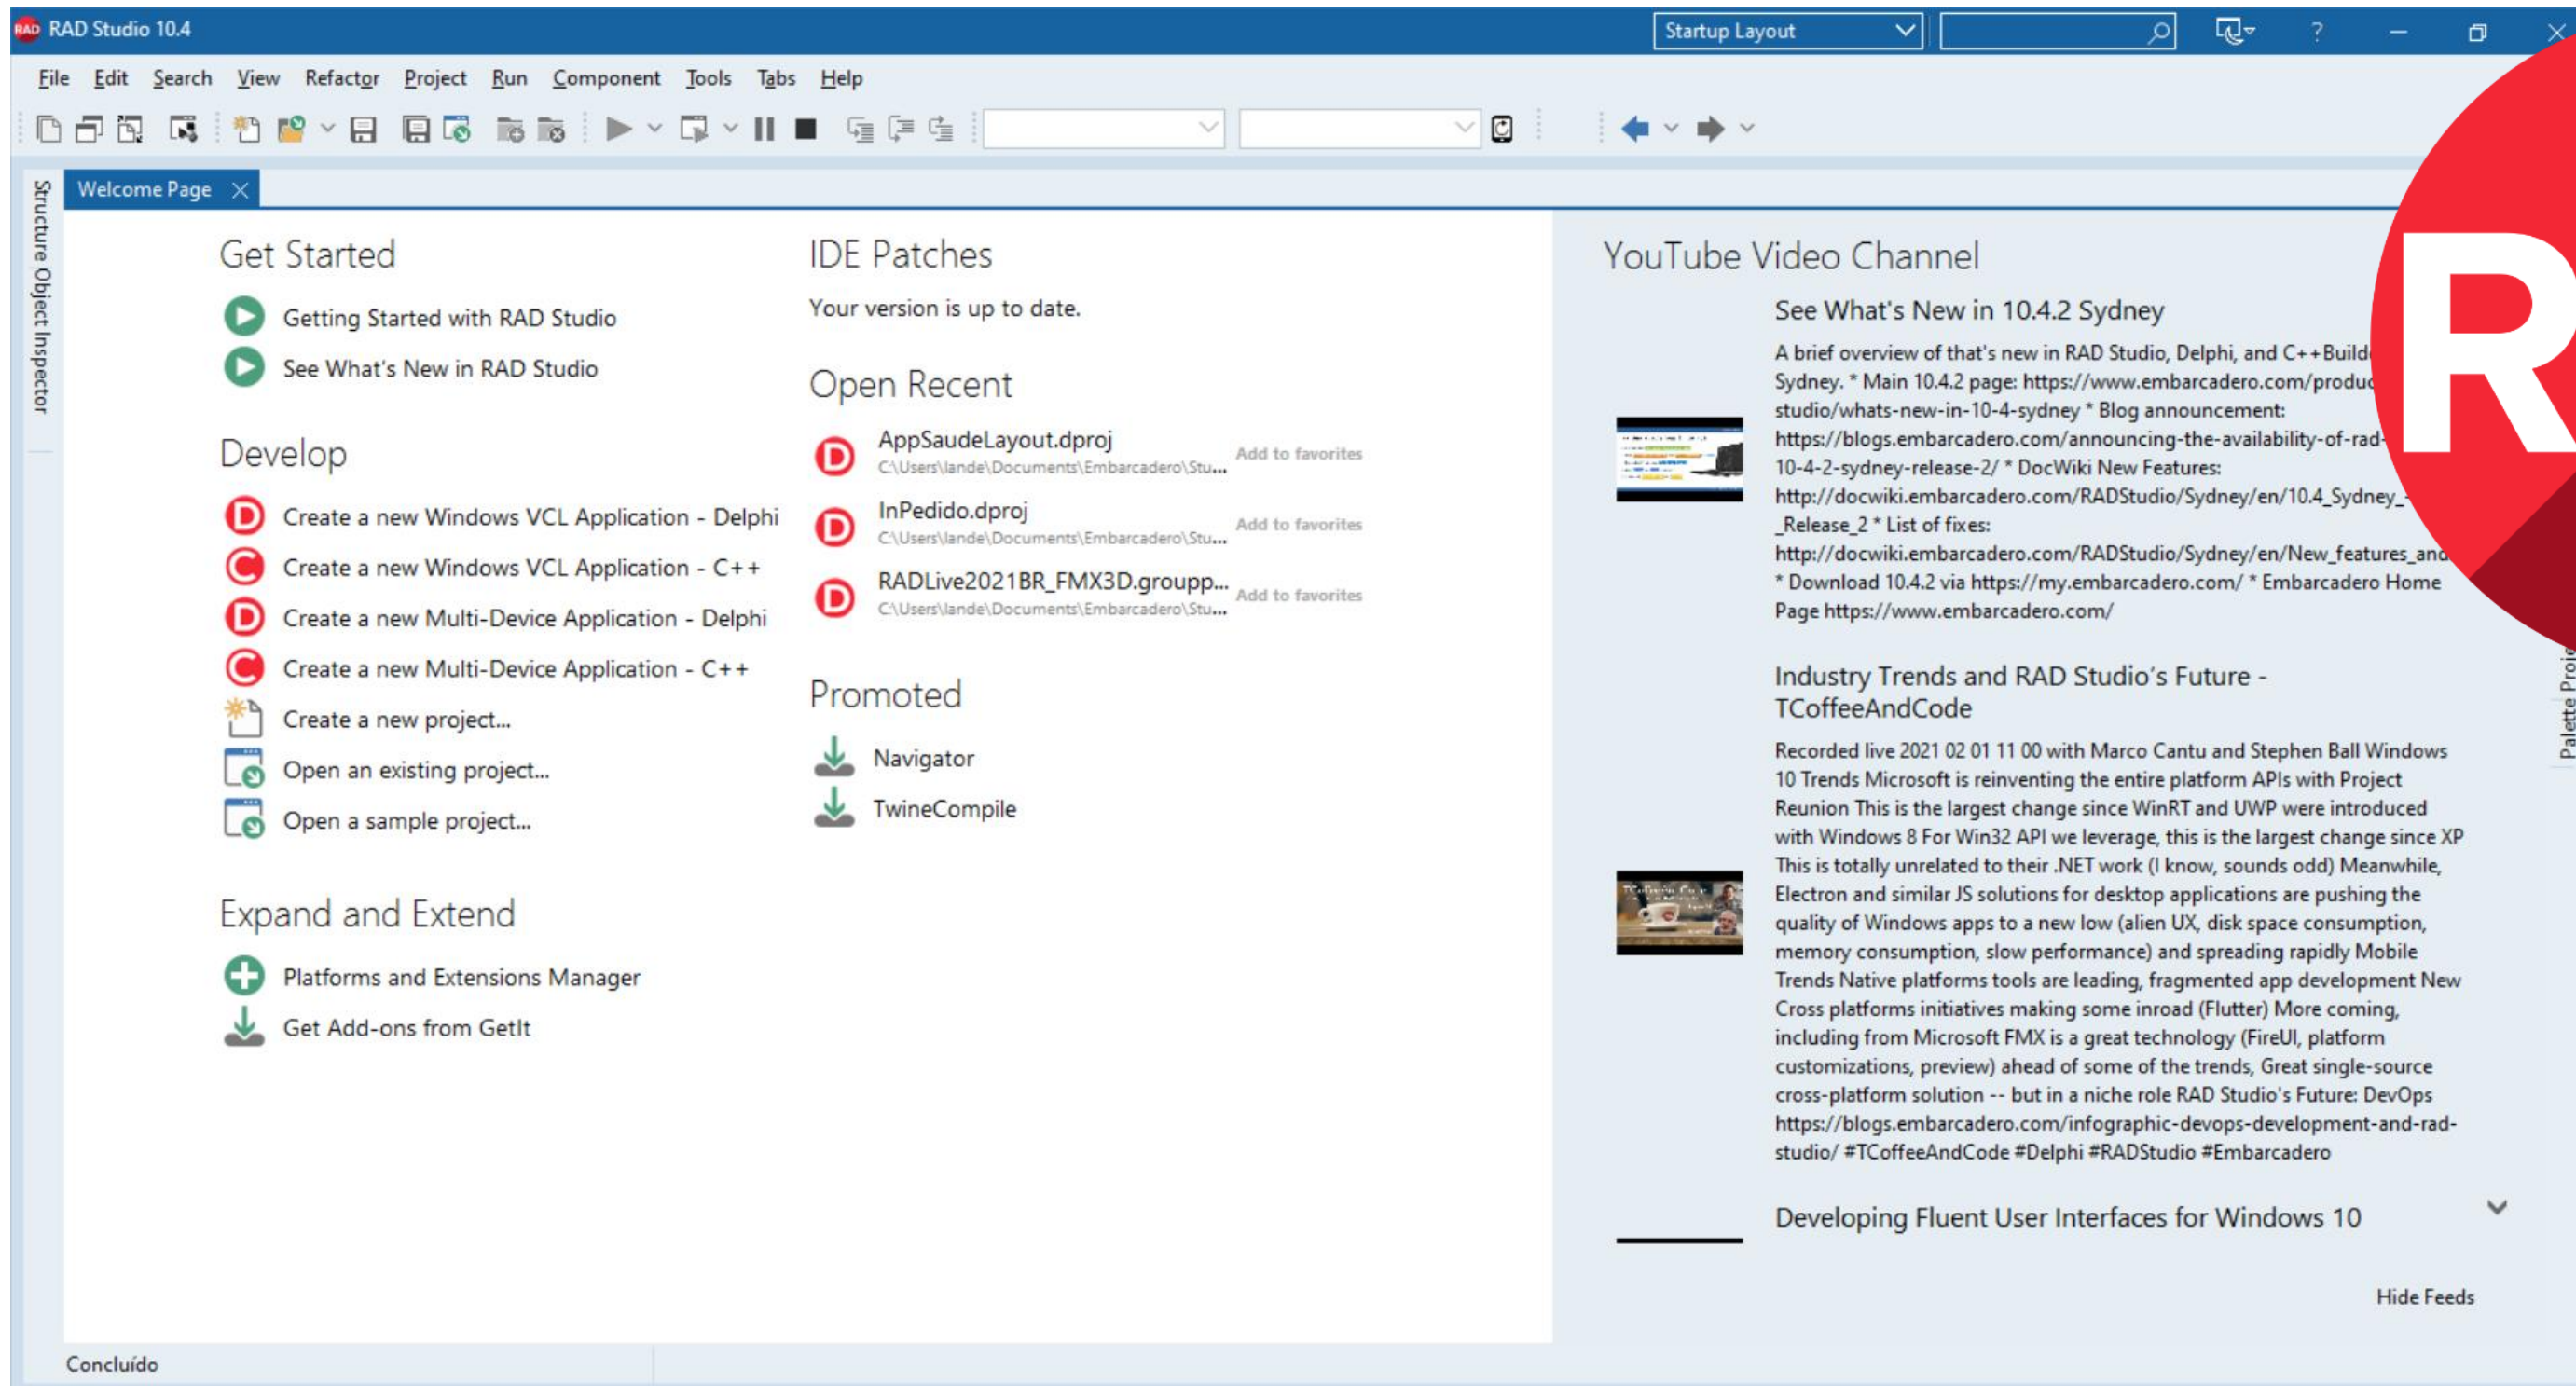 RAD RAD Studio 10.4
Startup Layout
File Edit Search View Refactor Project Run Component Tools Tabs Help
Structure Object Inspector
Welcome Page
Get Started
Getting Started with RAD Studio
See What's New in RAD Studio
Develop
Create a new Windows VCL Application - Delphi
Create a new Windows VCL Application - C++
Create a new Multi-Device Application - Delphi
Create a new Multi-Device Application - C++
Create a new project...
Open an existing project...
Open a sample project...
Expand and Extend
Platforms and Extensions Manager
Get Add-ons from GetIt
IDE Patches
Your version is up to date.
Open Recent
AppSaudeLayout.dproj
C:\Users\lande\Documents\Embarcadero\Stu...
Add to favorites
InPedido.dproj
C:\Users\lande\Documents\Embarcadero\Stu...
Add to favorites
RADLive2021BR_FMX3D.groupp...
C:\Users\lande\Documents\Embarcadero\Stu...
Add to favorites
Promoted
Navigator
TwineCompile
YouTube Video Channel
See What's New in 10.4.2 Sydney
A brief overview of that's new in RAD Studio, Delphi, and C++Build
Sydney. * Main 10.4.2 page: https://www.embarcadero.com/produc
studio/whats-new-in-10-4-sydney * Blog announcement:
https://blogs.embarcadero.com/announcing-the-availability-of-rad-
10-4-2-sydney-release-2/ * DocWiki New Features:
http://docwiki.embarcadero.com/RADStudio/Sydney/en/10.4_Sydney_-
_Release_2 * List of fixes:
http://docwiki.embarcadero.com/RADStudio/Sydney/en/New_features_and
* Download 10.4.2 via https://my.embarcadero.com/ * Embarcadero Home
Page https://www.embarcadero.com/
Industry Trends and RAD Studio's Future -
TCoffeeAndCode
Recorded live 2021 02 01 11 00 with Marco Cantu and Stephen Ball Windows
10 Trends Microsoft is reinventing the entire platform APIs with Project
Reunion This is the largest change since WinRT and UWP were introduced
with Windows 8 For Win32 API we leverage, this is the largest change since XP
This is totally unrelated to their .NET work (I know, sounds odd) Meanwhile,
Electron and similar JS solutions for desktop applications are pushing the
quality of Windows apps to a new low (alien UX, disk space consumption,
memory consumption, slow performance) and spreading rapidly Mobile
Trends Native platforms tools are leading, fragmented app development New
Cross platforms initiatives making some inroad (Flutter) More coming,
including from Microsoft FMX is a great technology (FireUI, platform
customizations, preview) ahead of some of the trends, Great single-source
cross-platform solution -- but in a niche role RAD Studio's Future: DevOps
https://blogs.embarcadero.com/infographic-devops-development-and-rad-
studio/ #TCoffeeAndCode #Delphi #RADStudio #Embarcadero
Developing Fluent User Interfaces for Windows 10
Hide Feeds
R
Palette Proje
Concluído